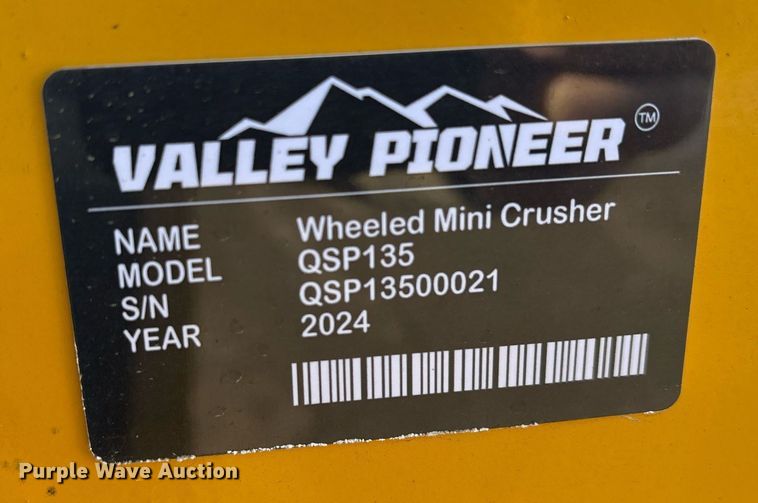 VALLEY PIONEER TM
NAME Wheeled Mini Crusher
MODEL QSP135
S/N QSP13500021
YEAR 2024
Purple Wave Auction